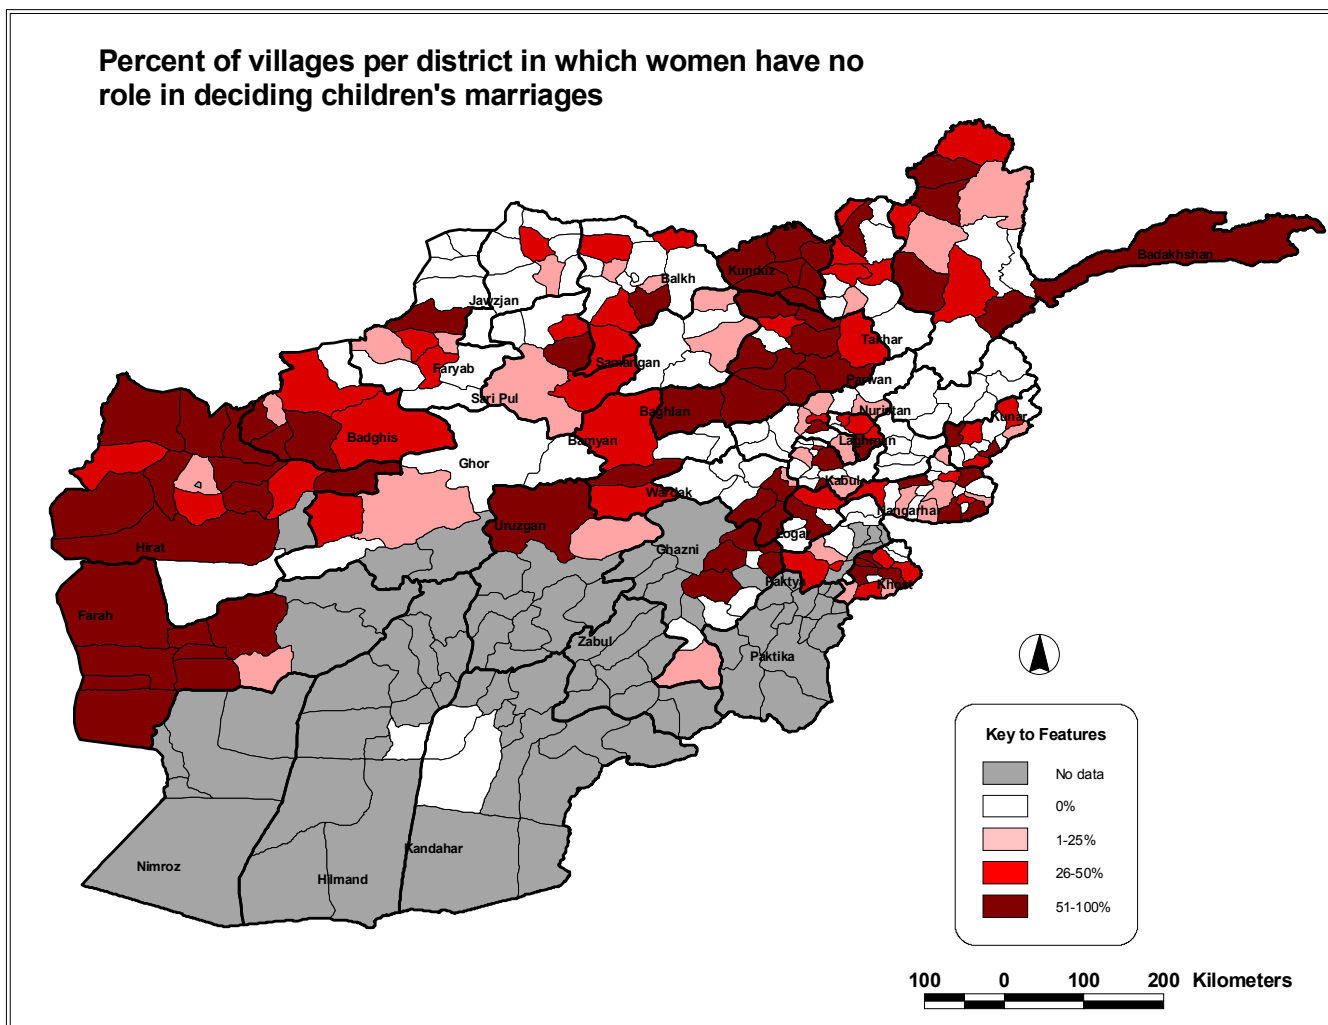 Percent of villages per district in which women have no
role in deciding children's marriages
Badakhshan
Kunduz
Balkh
Jawzjan
Takhar
Samangan
Faryab
Parwan
Sari Pul
Nuristan
Baghlan
Kunar
Badghis
Bamyan
Laghman
Ghor
Kabul
Wardak
Nangarhar
Uruzgan
Logar
Hirat
Ghazni
Paktya
Khost
Farah
Zabul
Paktika
Kandahar
Nimroz
Hilmand
Key to Features
No data
0%
1-25%
26-50%
51-100%
100 0 100 200 Kilometers